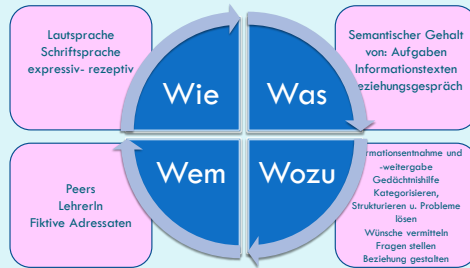 Lautsprache
Schriftsprache
expressiv- rezeptiv
Wie
Was
Semantischer Gehalt
von: Aufgaben
Informationstexten
Wem
Wozu
Peers
LehrerIn
Fiktive Adressaten
und
-weitergabe
Gedächtnishilfe
Kategorisieren,
Strukturieren u. Probleme
lösen
Wünsche vermitteln
Fragen stellen
Beziehung gestalten